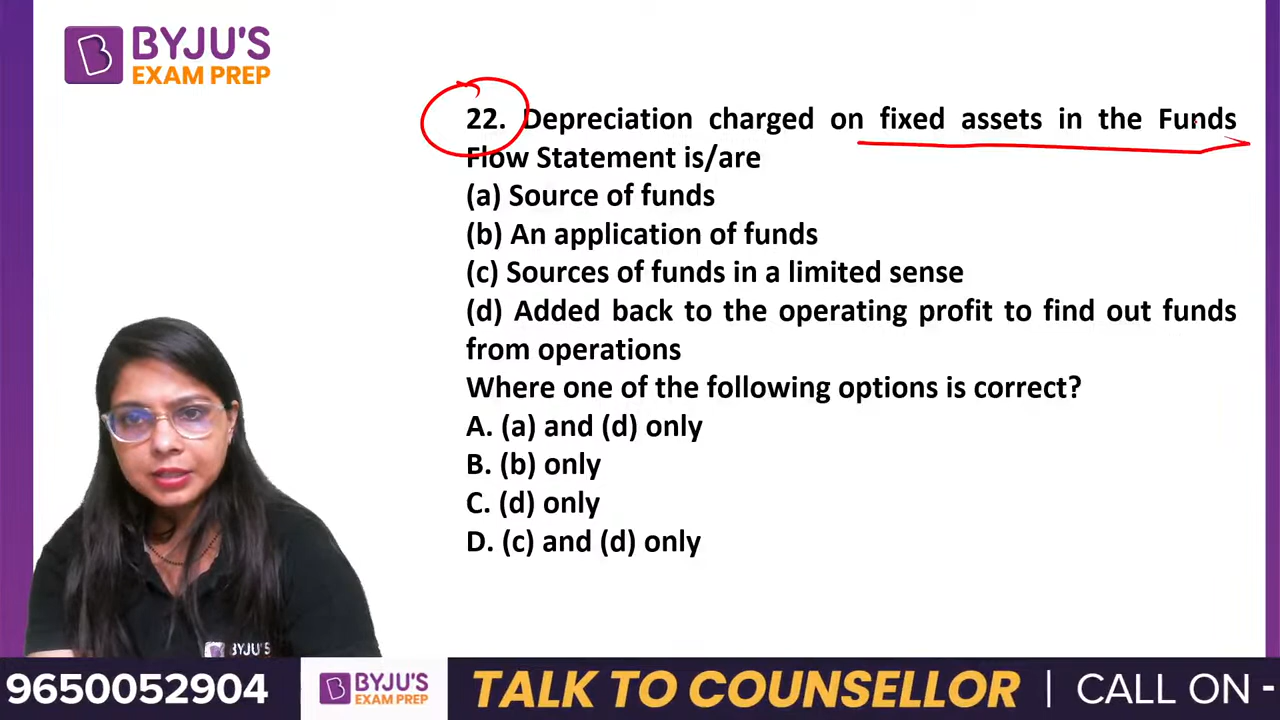 BYJU'S
EXAM PREP
22. Depreciation charged on fixed assets in the Funds
Flow Statement is/are
(a) Source of funds
(b) An application of funds
(c) Sources of funds in a limited sense
(d) Added back to the operating profit to find out funds
from operations
Where one of the following options is correct?
A. (a) and (d) only
B. (b) only
C. (d) only
D. (c) and (d) only
BYJU'S
9650052904
BYJU'S
EXAM PREP
TALK TO COUNSELLOR | CALL ON -